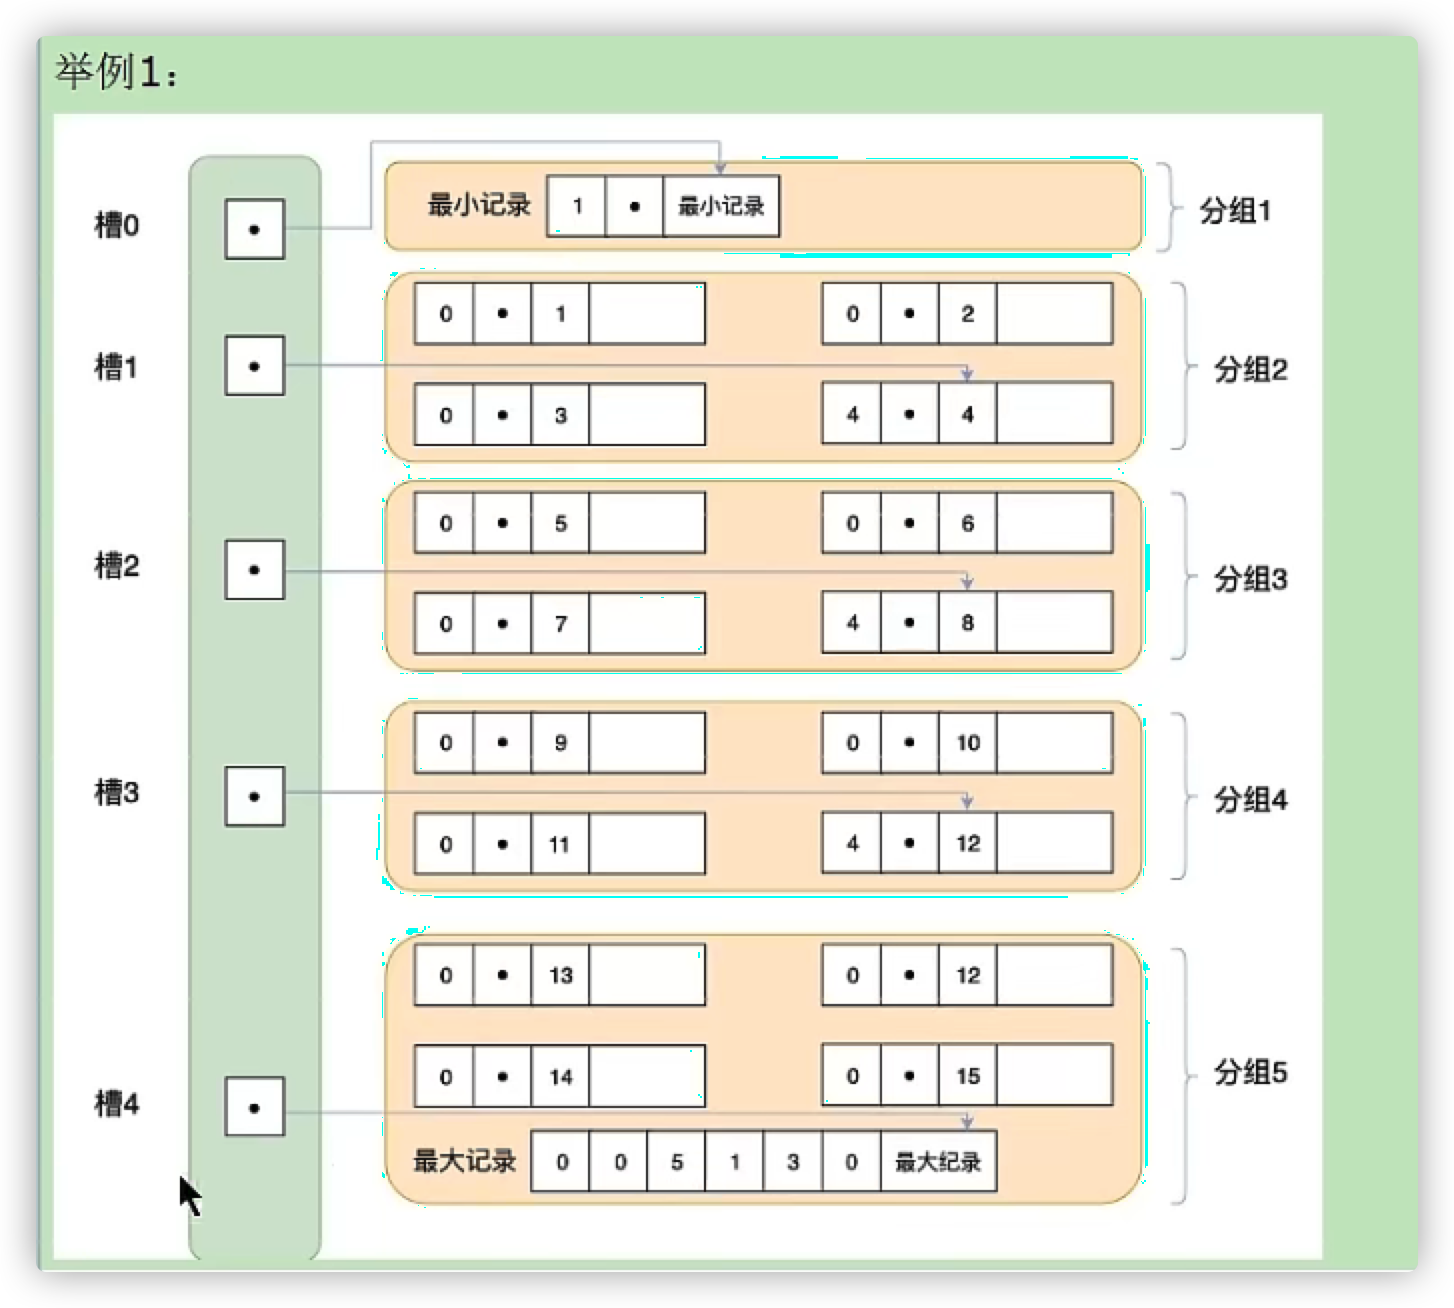 举例1：
槽0
最小记录 1 • 最小记录
分组1
0 • 1
0 • 2
槽1
分组2
0 • 3
4 • 4
0 • 5
0 • 6
槽2
分组3
0 • 7
4 • 8
0 • 9
0 • 10
槽3
分组4
0 • 11
4 • 12
0 • 13
0 • 12
0 • 14
0 • 15
分组5
槽4
最大记录 0 0 5 1 3 0 最大纪录